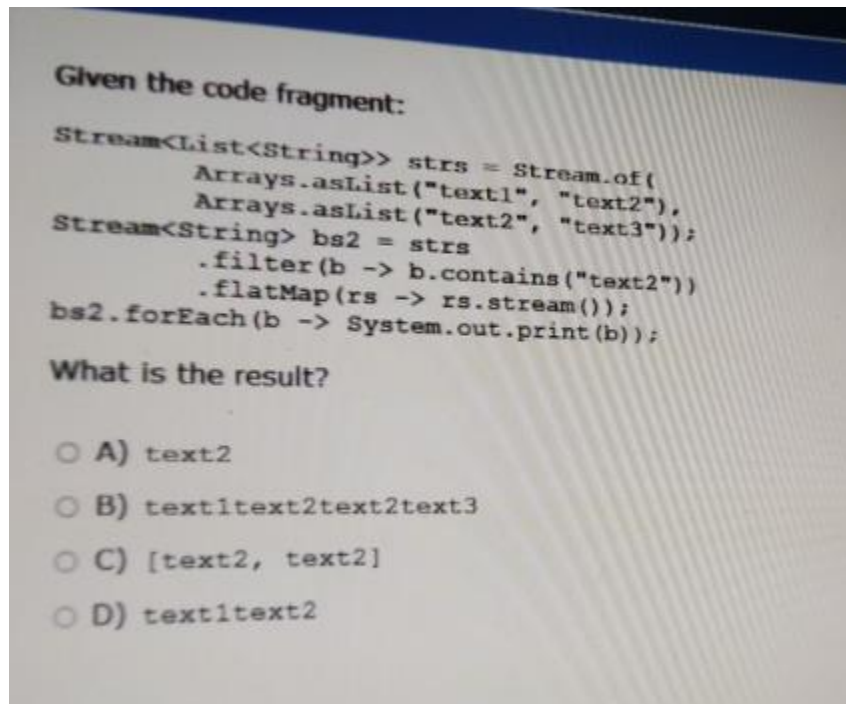 Given the code fragment:
Stream<List<String>> strs = Stream.of(
Arrays.asList("text1", "text2"),
Arrays.asList("text2", "text3"));
Stream<String> bs2 = strs
.filter(b -> b.contains("text2"))
.flatMap(rs -> rs.stream());
bs2.forEach(b -> System.out.print(b));
What is the result?
A) text2
B) text1text2text2text3
C) [text2, text2]
D) text1text2